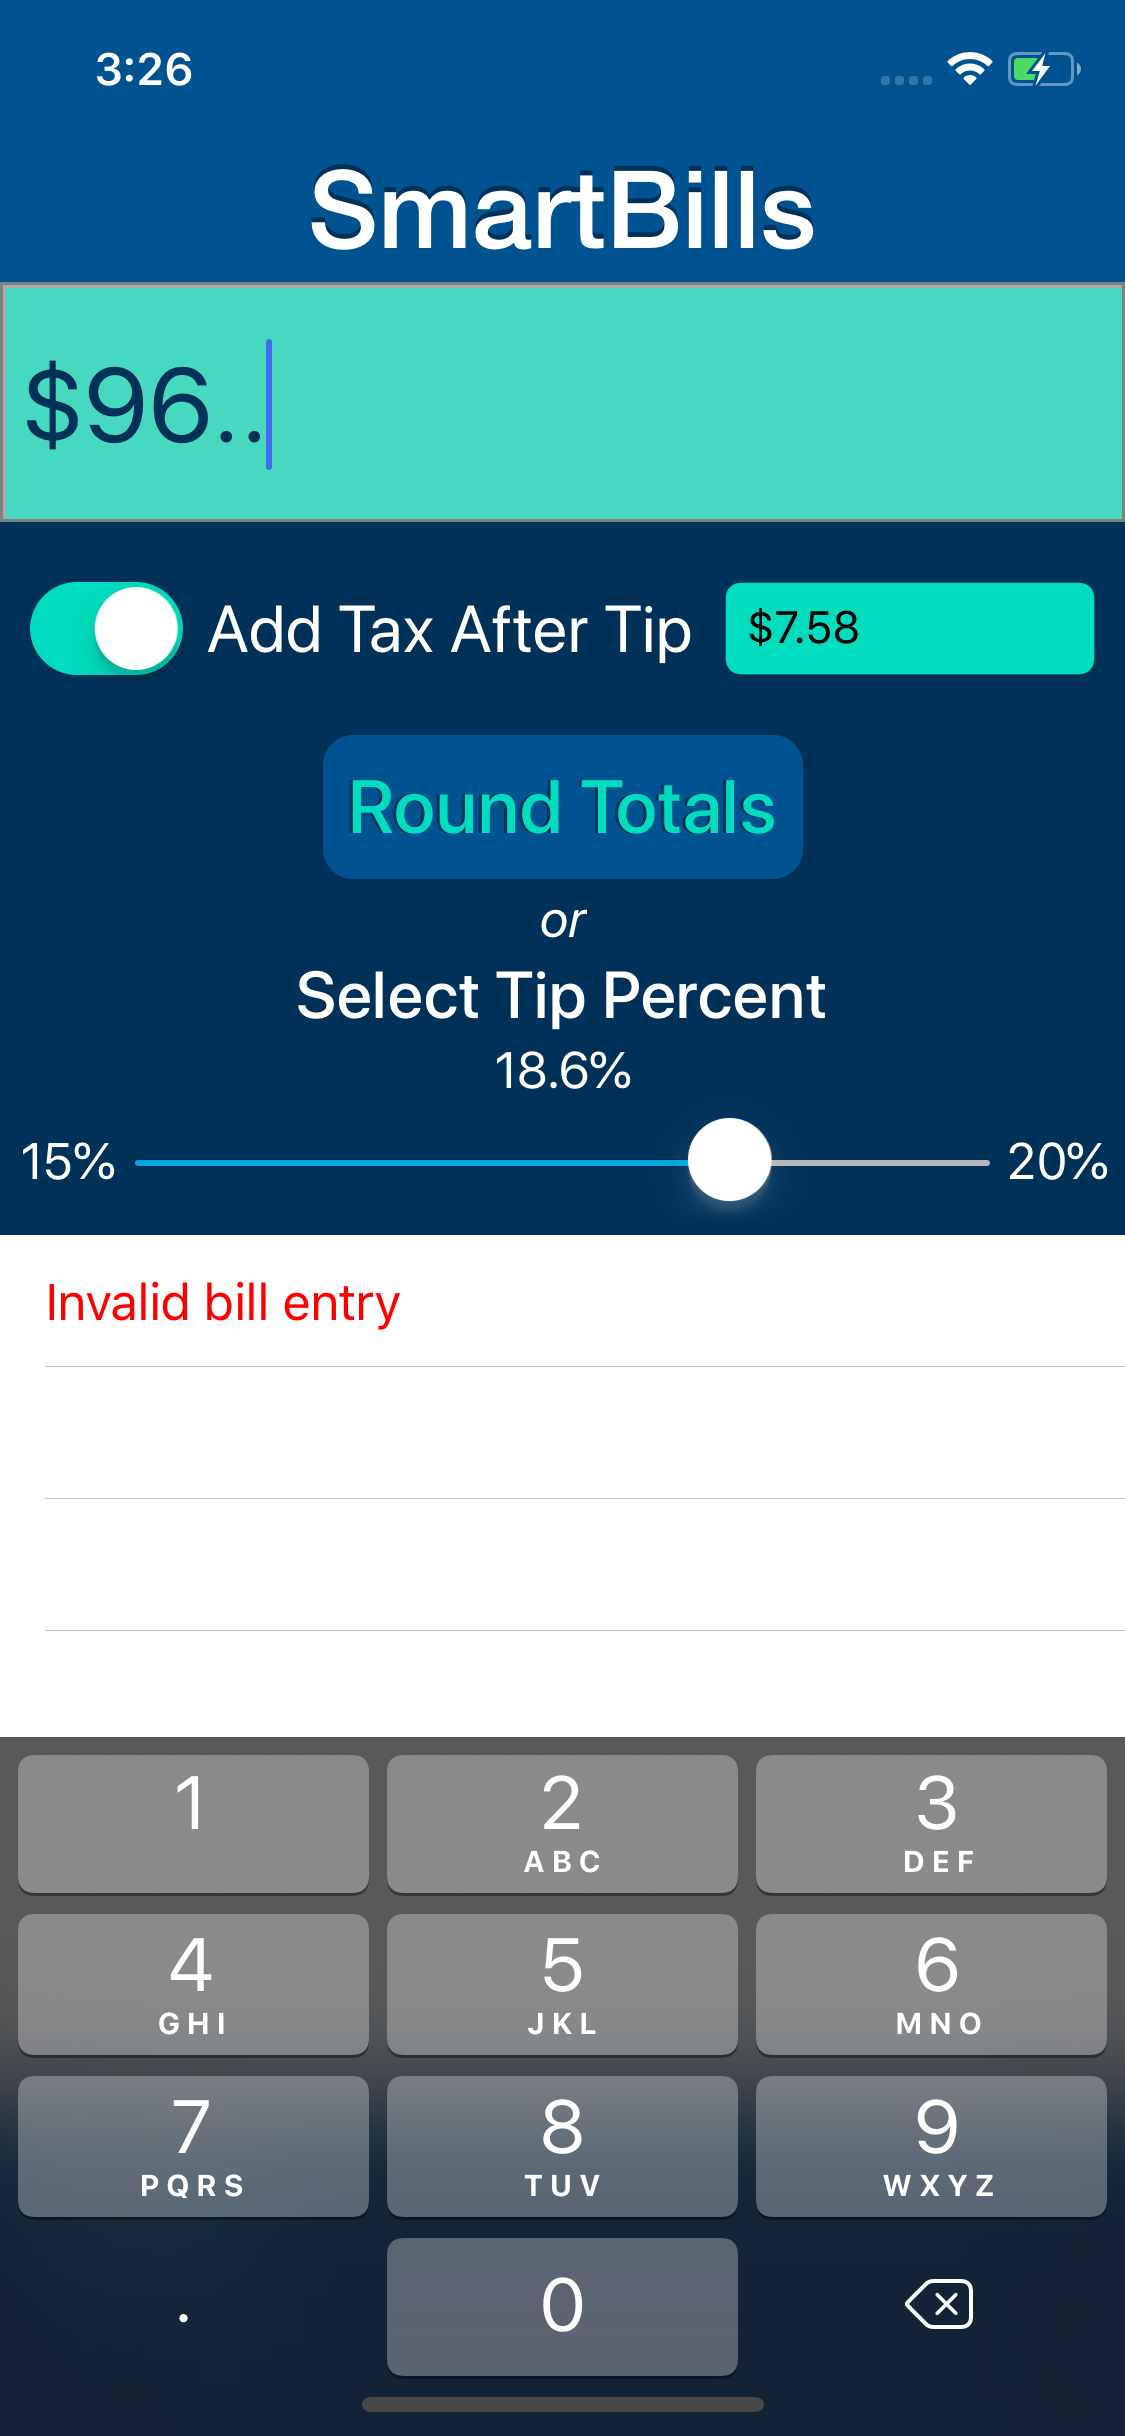 3:26
SmartBills
$96..
Add Tax After Tip
$7.58
Round Totals
or
Select Tip Percent
18.6%
15%
20%
Invalid bill entry
1
2
ABC
3
DEF
4
GHI
5
JKL
6
MNO
7
PQRS
8
TUV
9
WXYZ
.
0